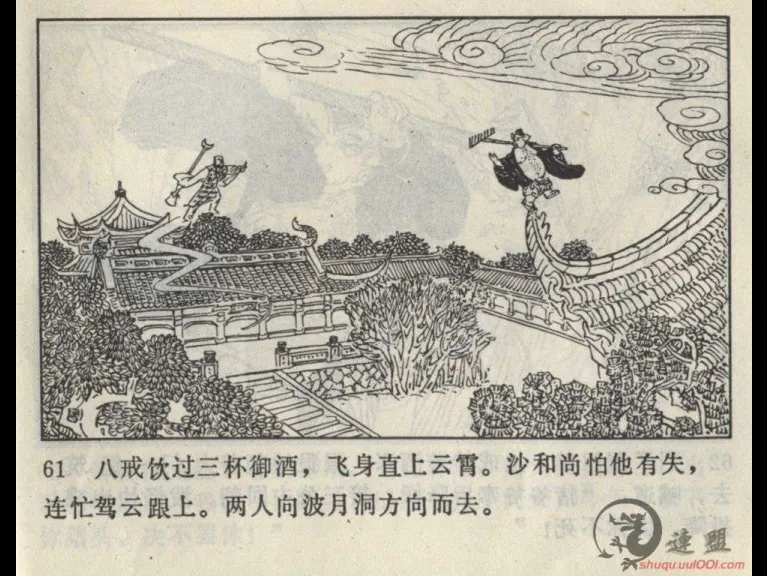 61 八戒饮过三杯御酒，飞身直上云霄。沙和尚怕他有失，
连忙驾云跟上。两人向波月洞方向而去。
連盟
shuqu.uu1001.com